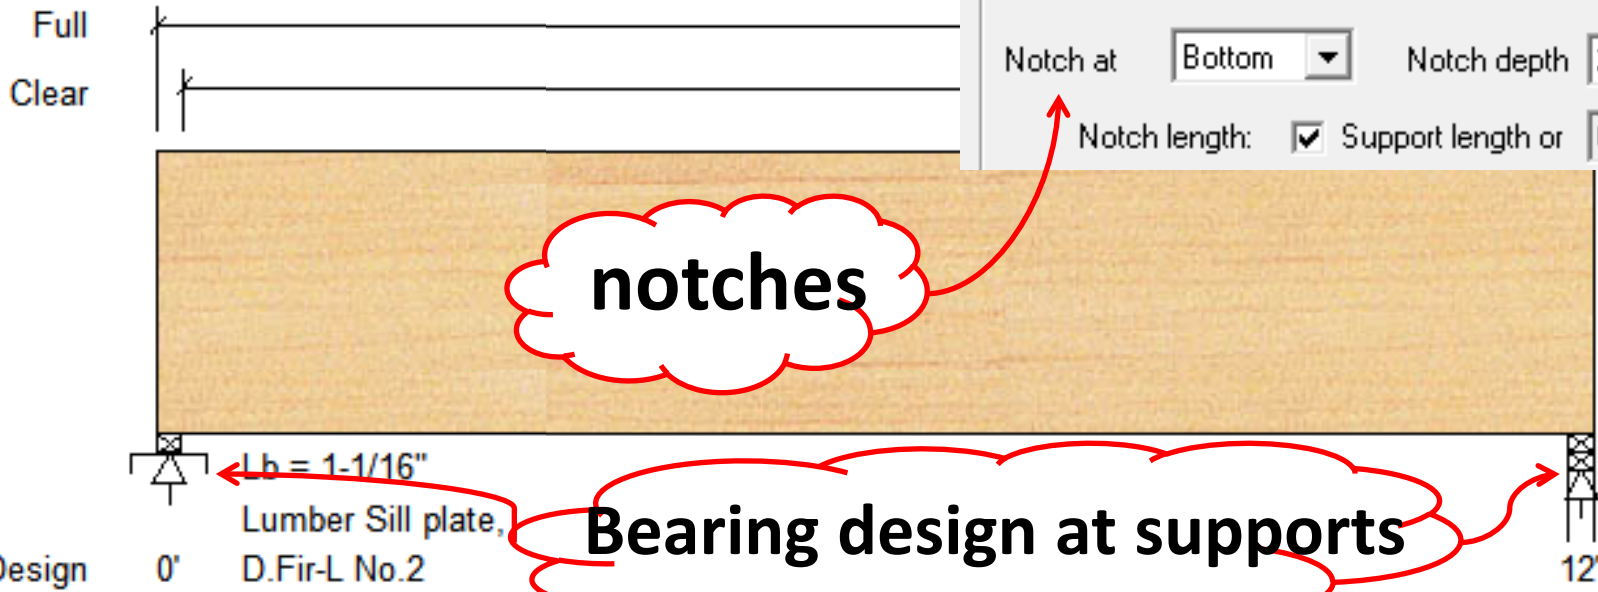 Full
Clear
Notch at Bottom Notch depth
Notch length: Support length or
notches
Lb = 1-1/16"
Lumber Sill plate,
D.Fir-L No.2
Bearing design at supports
Design 0' 12'